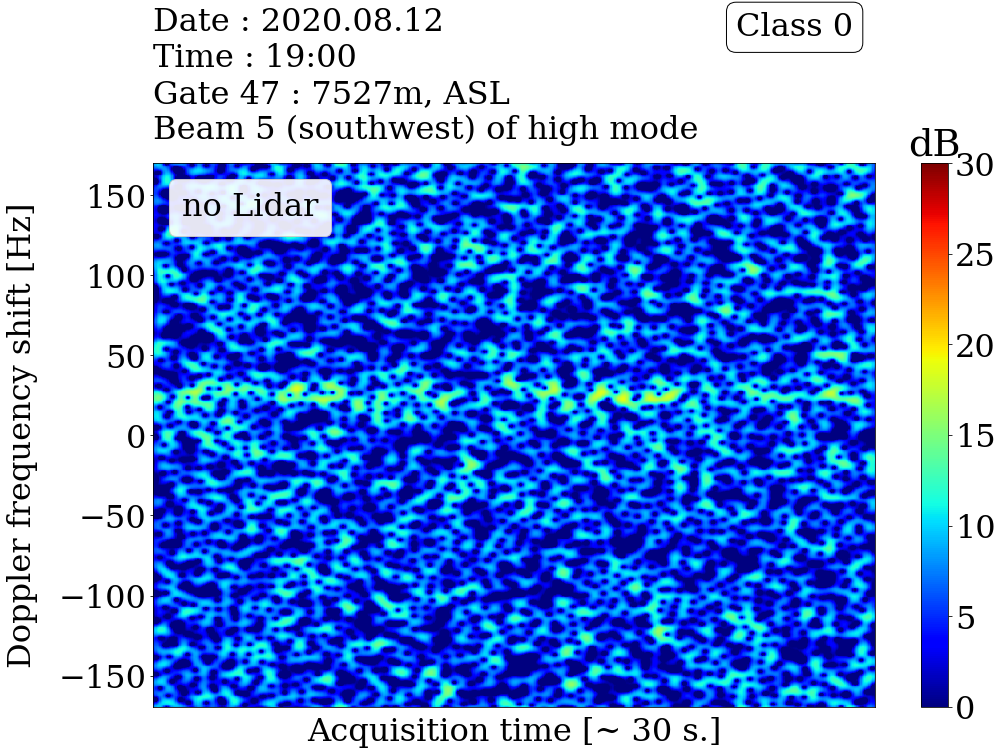 Date : 2020.08.12
Time : 19:00
Gate 47 : 7527m, ASL
Beam 5 (southwest) of high mode
Class 0
dB
no Lidar
Doppler frequency shift [Hz]
150
100
50
0
−50
−100
−150
30
25
20
15
10
5
0
Acquisition time [~ 30 s.]